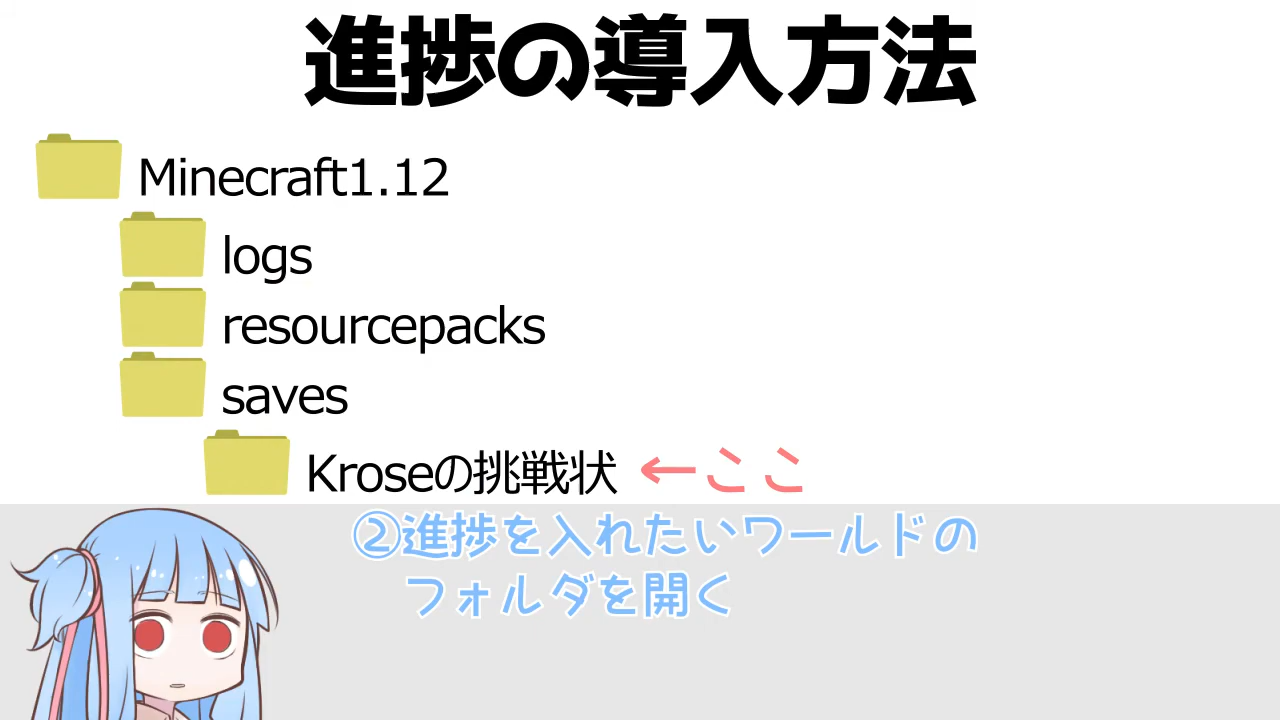 進捗の導入方法
Minecraft1.12
logs
resourcepacks
saves
Kroseの挑戦状 ←ここ
②進捗を入れたいワールドの
フォルダを開く